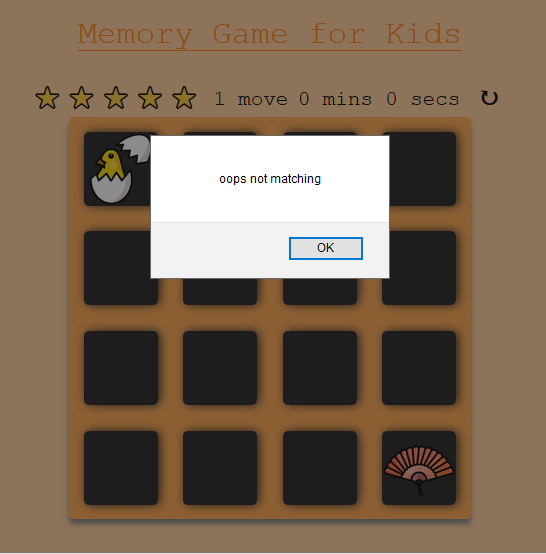 Memory Game for Kids
1 move 0 mins 0 secs
oops not matching
OK